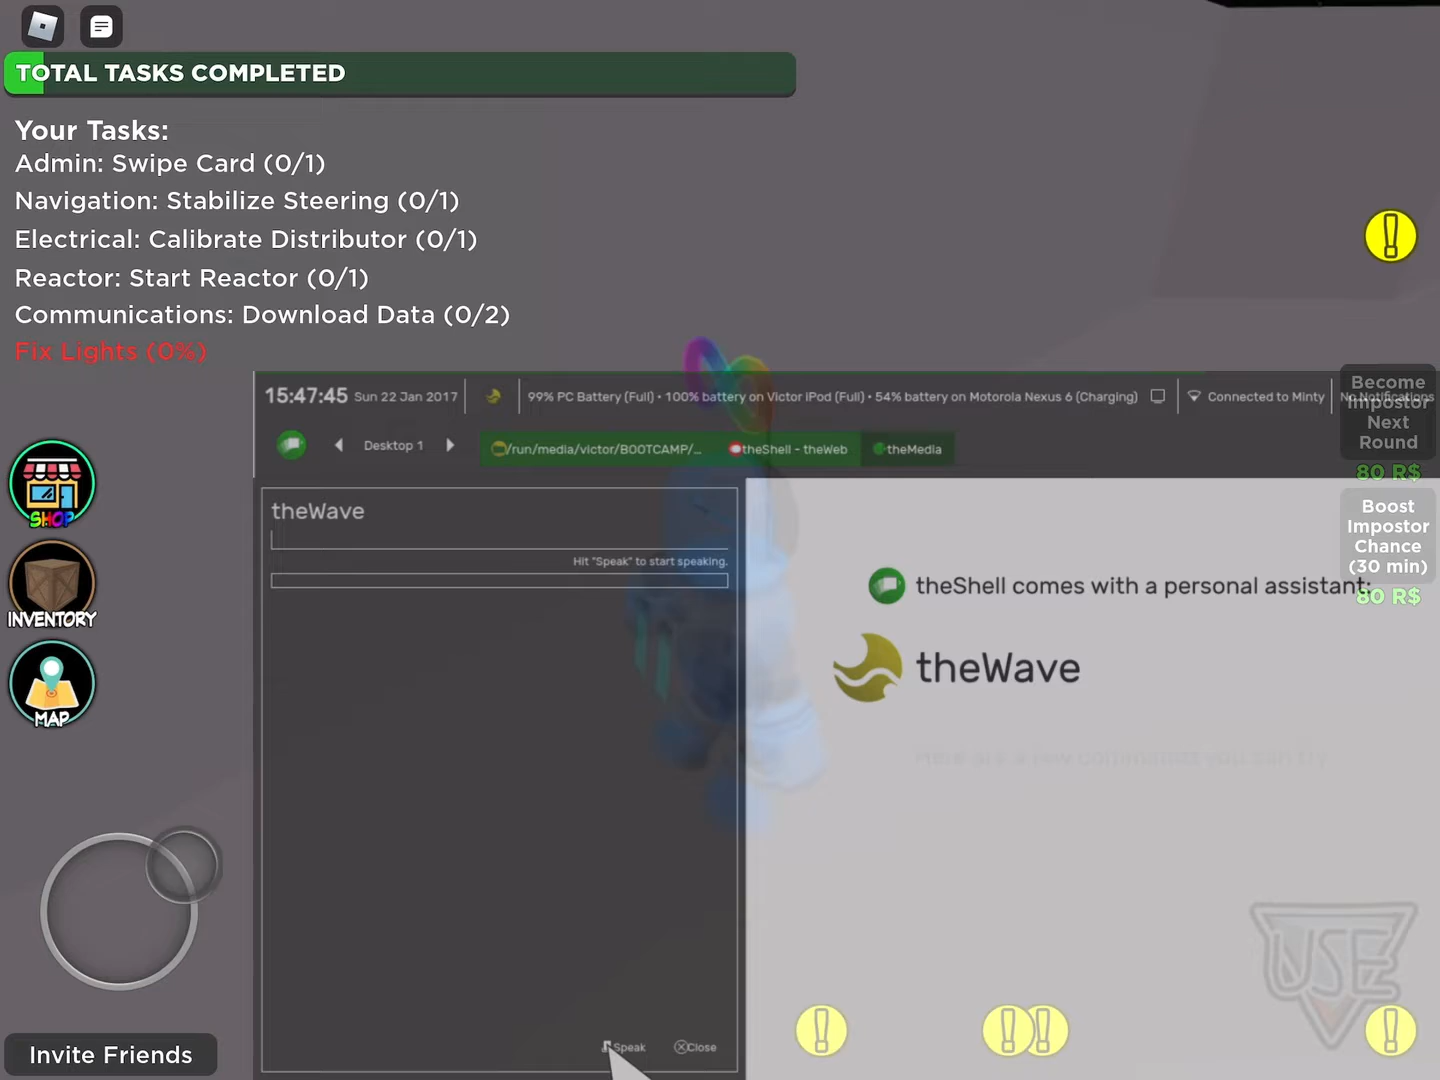 TOTAL TASKS COMPLETED
Your Tasks:
Admin: Swipe Card (0/1)
Navigation: Stabilize Steering (0/1)
Electrical: Calibrate Distributor (0/1)
Reactor: Start Reactor (0/1)
Communications: Download Data (0/2)
Fix Lights (0%)
15:47:45 Sun 22 Jan 2017 99% PC Battery (Full) • 100% battery on Victor iPod (Full) • 54% battery on Motorola Nexus 6 (Charging) Connected to Minty No Notifications
Become
Impostor
Next
Round
80 R$
Desktop 1 /run/media/victor/BOOTCAMP/... theShell - theWeb theMedia
Boost
Impostor
Chance
(30 min)
80 R$
SHOP
INVENTORY
MAP
theWave
Hit "Speak" to start speaking.
theShell comes with a personal assistant:
theWave
Speak Close
USE
Invite Friends